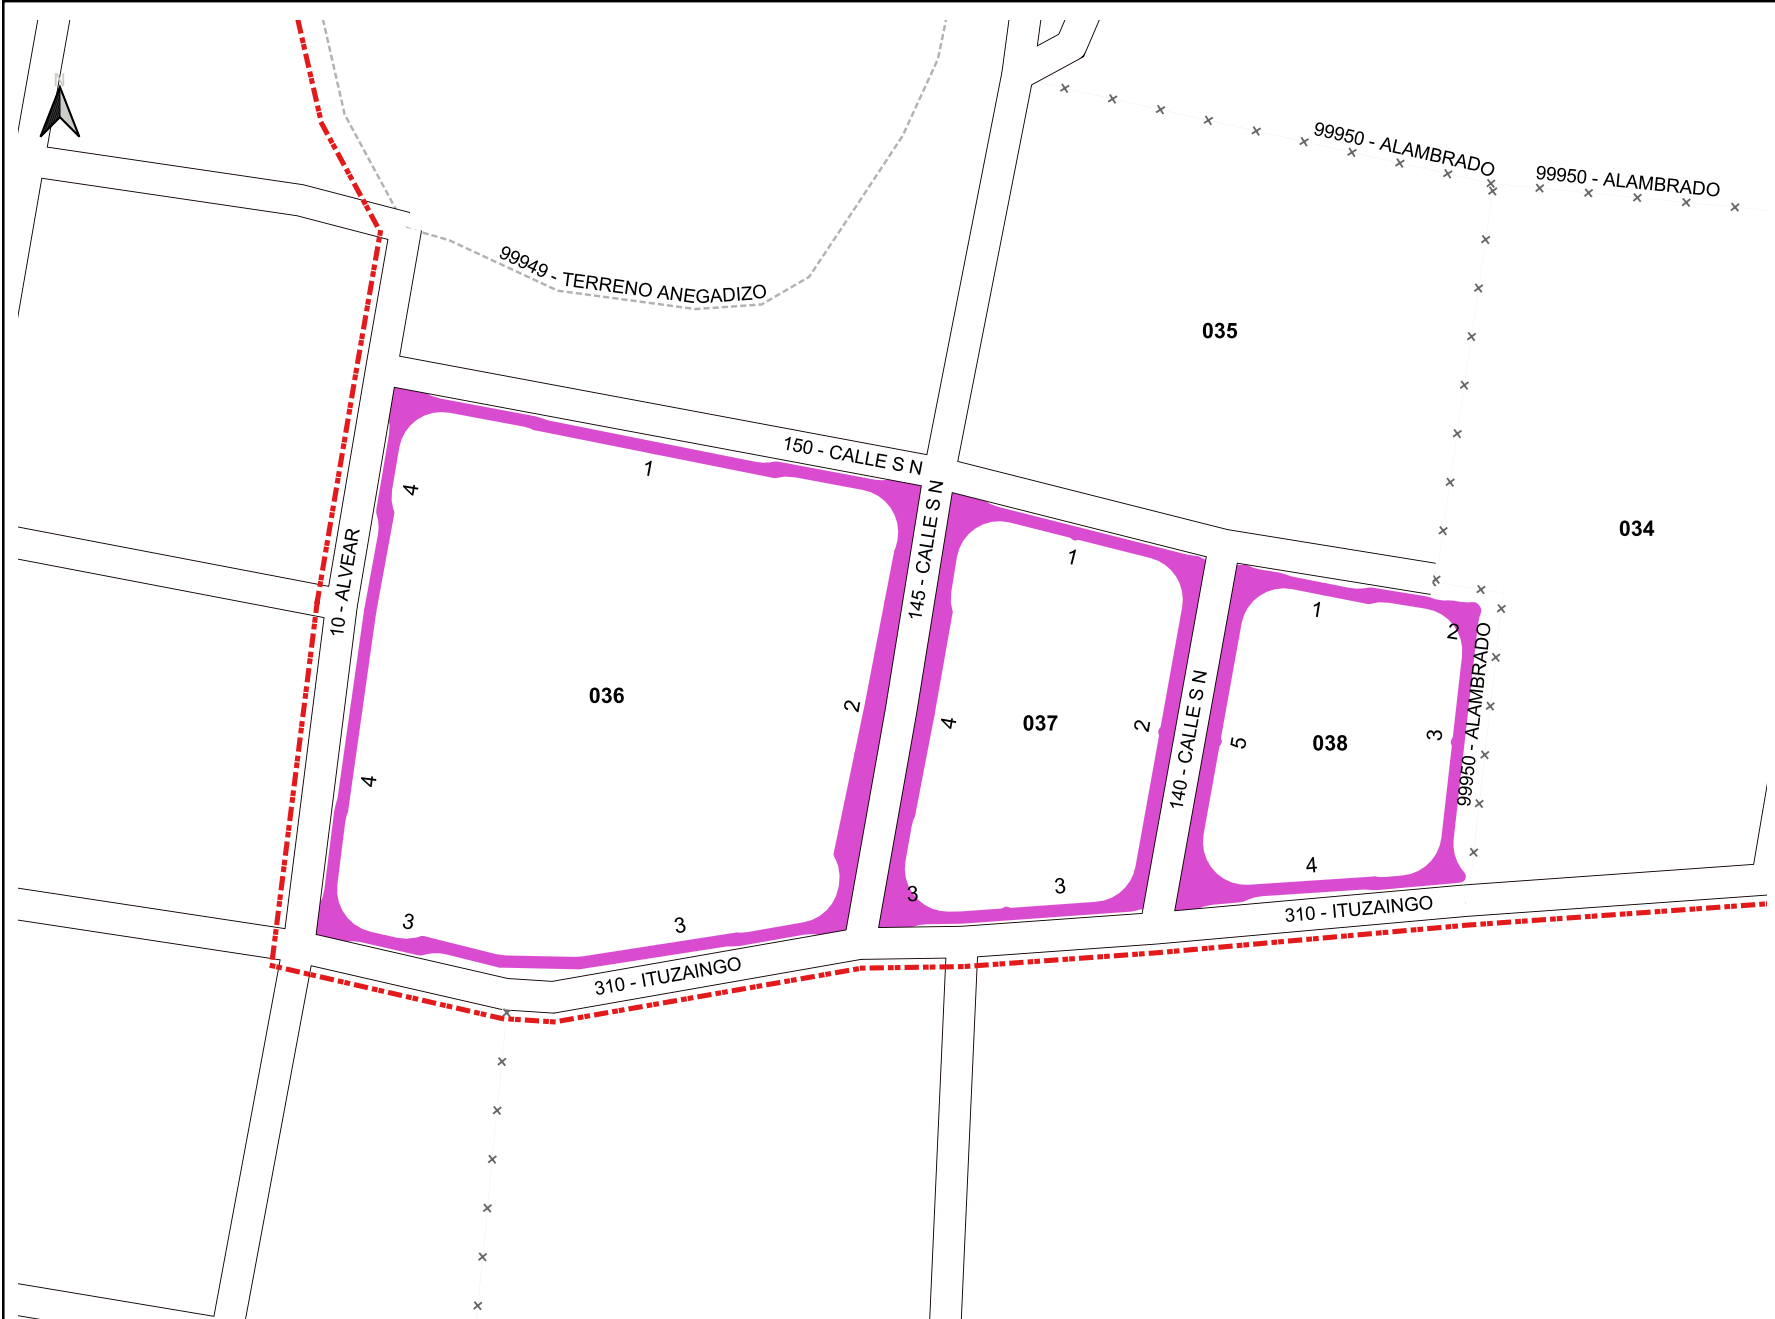 N
99950 - ALAMBRADO
99950 - ALAMBRADO
99949 - TERRENO ANEGADIZO
035
150 - CALLE S N
1
4
145 - CALLE S N
034
1
10 - ALVEAR
1
2
99950 - ALAMBRADO
036
2
4
037
2
140 - CALLE S N
5
038
3
4
3
3
3
3
4
310 - ITUZAINGO
310 - ITUZAINGO